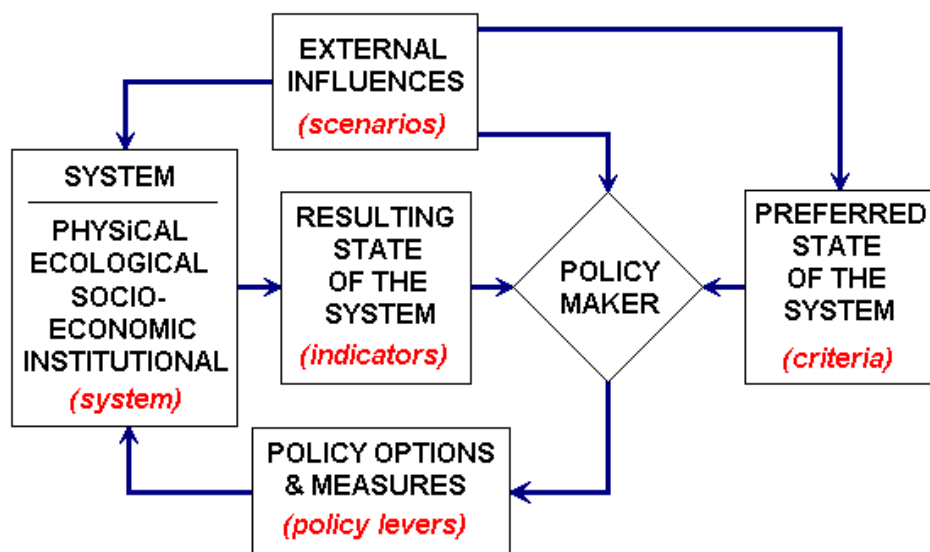 EXTERNAL
INFLUENCES
(scenarios)
SYSTEM
PHYSiCAL
ECOLOGICAL
SOCIO-
ECONOMIC
INSTITUTIONAL
(system)
RESULTING
STATE
OF THE
SYSTEM
(indicators)
POLICY
MAKER
PREFERRED
STATE
OF THE
SYSTEM
(criteria)
POLICY OPTIONS
& MEASURES
(policy levers)